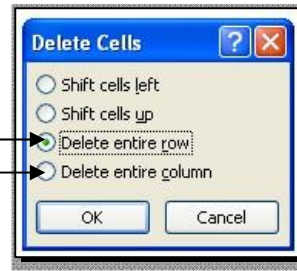 Delete Cells
Shift cells left
Shift cells up
Delete entire row
Delete entire column
OK Cancel